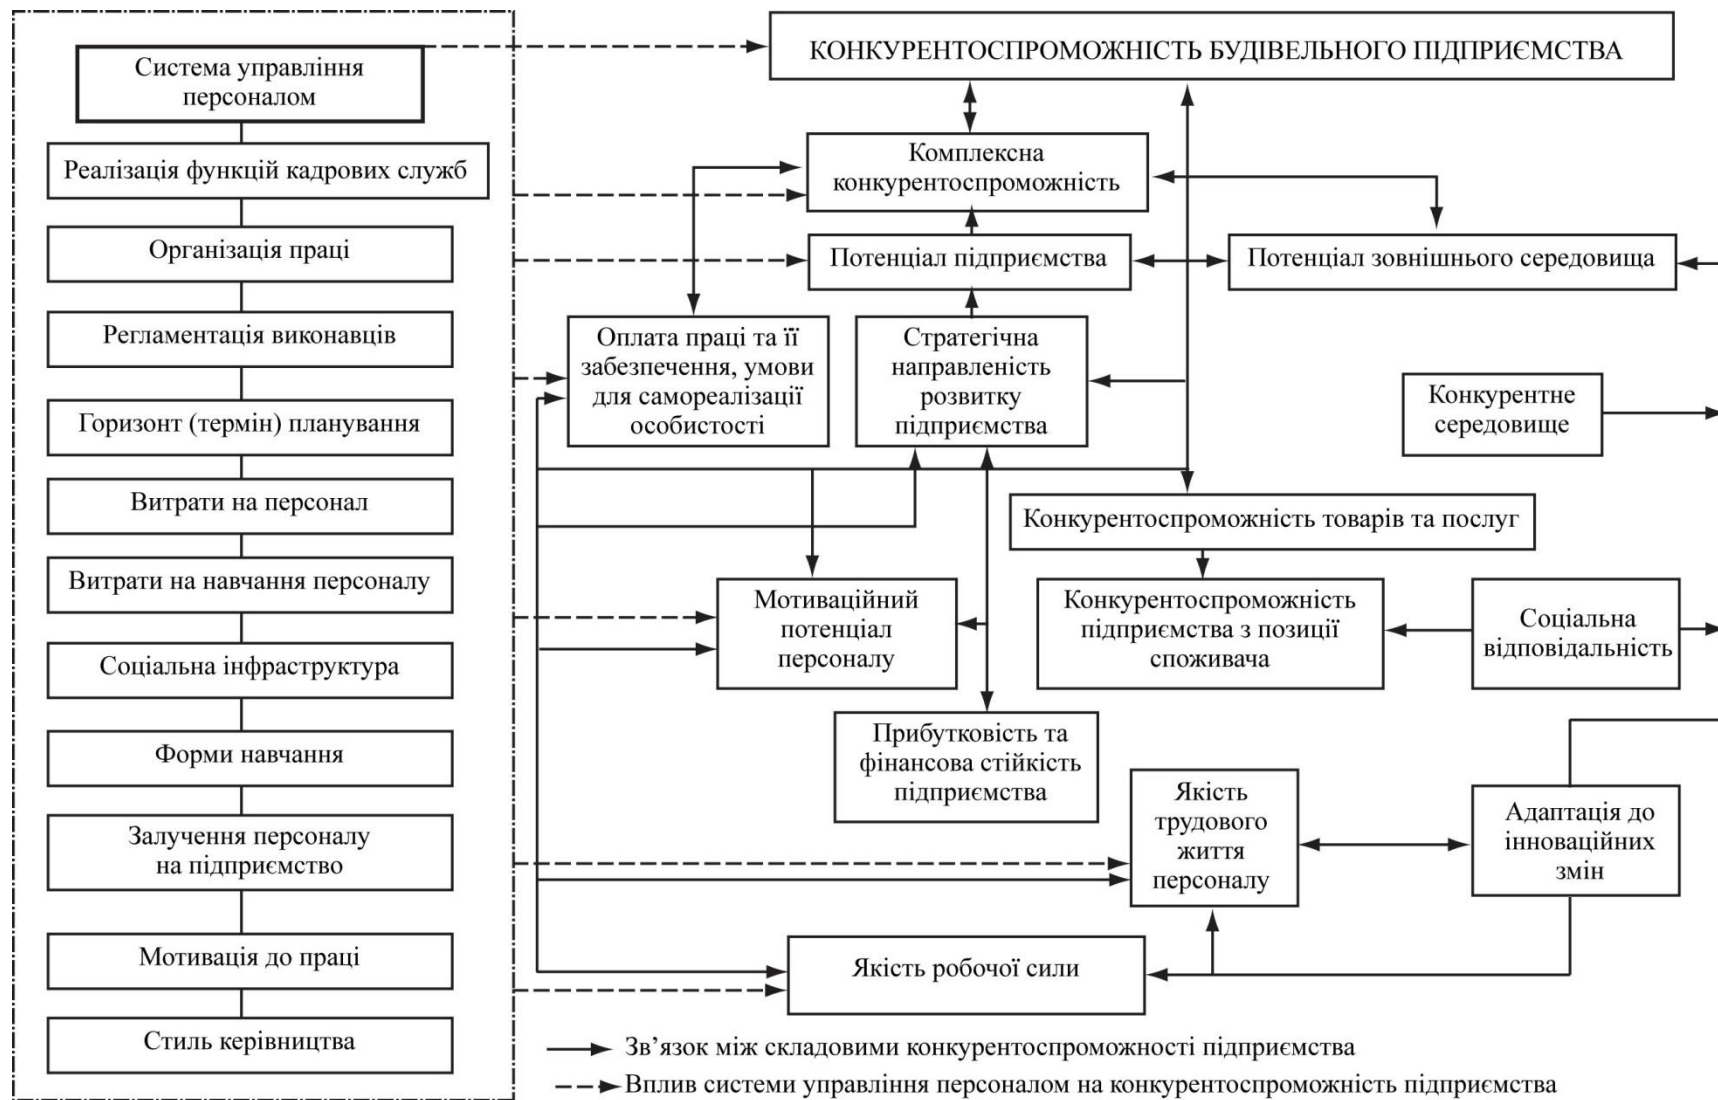 Система управління
персоналом
Реалізація функцій кадрових служб
Організація праці
Регламентація виконавців
Горизонт (термін) планування
Витрати на персонал
Витрати на навчання персоналу
Соціальна інфраструктура
Форми навчання
Залучення персоналу
на підприємство
Мотивація до праці
Стиль керівництва
КОНКУРЕНТОСПРОМОЖНІСТЬ БУДІВЕЛЬНОГО ПІДПРИЄМСТВА
Комплексна
конкурентоспроможність
Потенціал підприємства
Потенціал зовнішнього середовища
Оплата праці та її
забезпечення, умови
для самореалізації
особистості
Стратегічна
направленість
розвитку
підприємства
Конкурентне
середовище
Конкурентоспроможність товарів та послуг
Мотиваційний
потенціал
персоналу
Конкурентоспроможність
підприємства з позиції
споживача
Соціальна
відповідальність
Прибутковість та
фінансова стійкість
підприємства
Якість
трудового
життя
персоналу
Адаптація до
інноваційних
змін
Якість робочої сили
Зв’язок між складовими конкурентоспроможності підприємства
Вплив системи управління персоналом на конкурентоспроможність підприємства